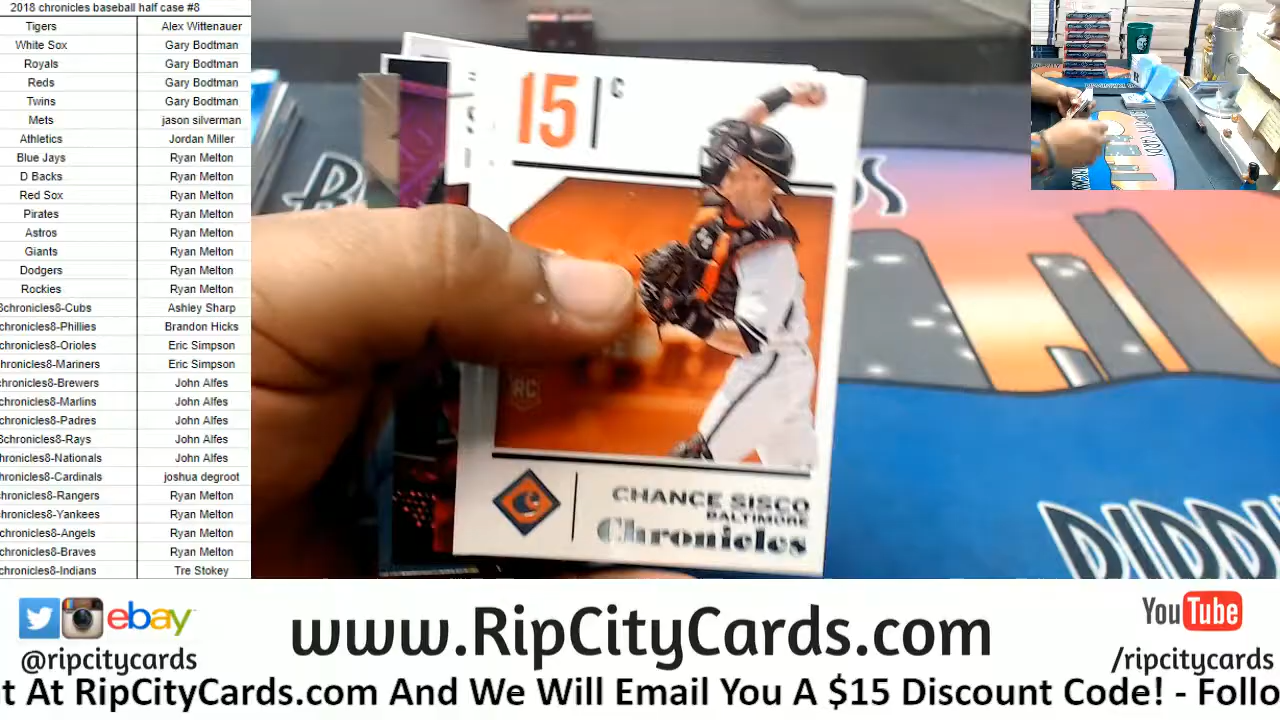 2018 chronicles baseball half case #8
Tigers Alex Wittenauer
White Sox Gary Bodtman
Royals Gary Bodtman
Reds Gary Bodtman
Twins Gary Bodtman
Mets jason silverman
Athletics Jordan Miller
Blue Jays Ryan Melton
D Backs Ryan Melton
Red Sox Ryan Melton
Pirates Ryan Melton
Astros Ryan Melton
Giants Ryan Melton
Dodgers Ryan Melton
Rockies Ryan Melton
8chronicles8-Cubs Ashley Sharp
chronicles8-Phillies Brandon Hicks
chronicles8-Orioles Eric Simpson
chronicles8-Mariners Eric Simpson
chronicles8-Brewers John Alfes
chronicles8-Marlins John Alfes
chronicles8-Padres John Alfes
8chronicles8-Rays John Alfes
hronicles8-Nationals John Alfes
hronicles8-Cardinals joshua degroot
chronicles8-Rangers Ryan Melton
hronicles8-Yankees Ryan Melton
chronicles8-Angels Ryan Melton
chronicles8-Braves Ryan Melton
chronicles8-Indians Tre Stokey
15 C
RC
CHANCE SISCO
BALTIMORE
Chronicles
ebay
@ripcitycards
www.RipCityCards.com
YouTube
/ripcitycards
t At RipCityCards.com And We Will Email You A $15 Discount Code! - Follo